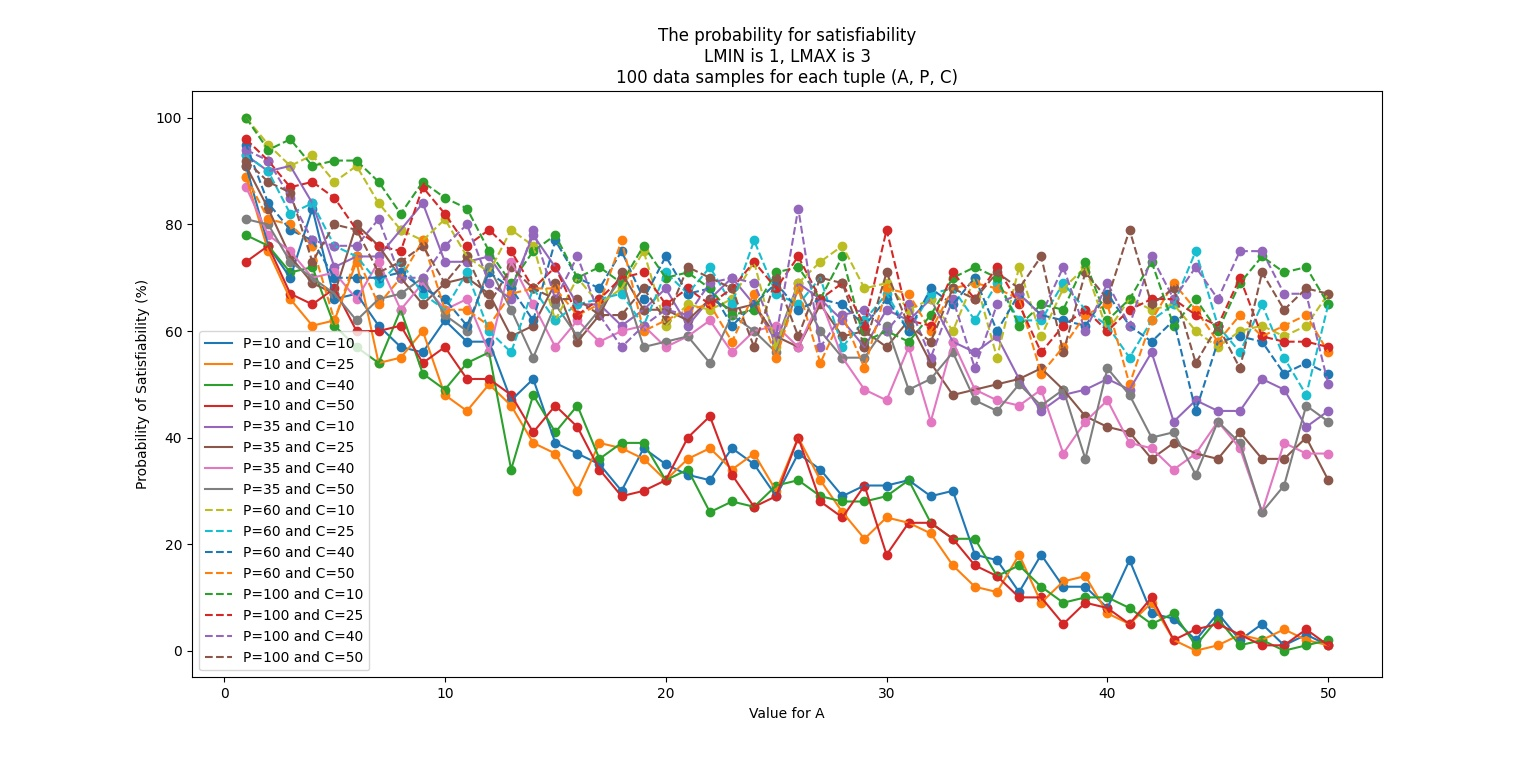 The probability for satisfiability
LMIN is 1, LMAX is 3
100 data samples for each tuple (A, P, C)
Probability of Satisfiability (%)
100
80
60
40
20
0
P=10 and C=10
P=10 and C=25
P=10 and C=40
P=10 and C=50
P=35 and C=10
P=35 and C=25
P=35 and C=40
P=35 and C=50
P=60 and C=10
P=60 and C=25
P=60 and C=40
P=60 and C=50
P=100 and C=10
P=100 and C=25
P=100 and C=40
P=100 and C=50
0 10 20 30 40 50
Value for A